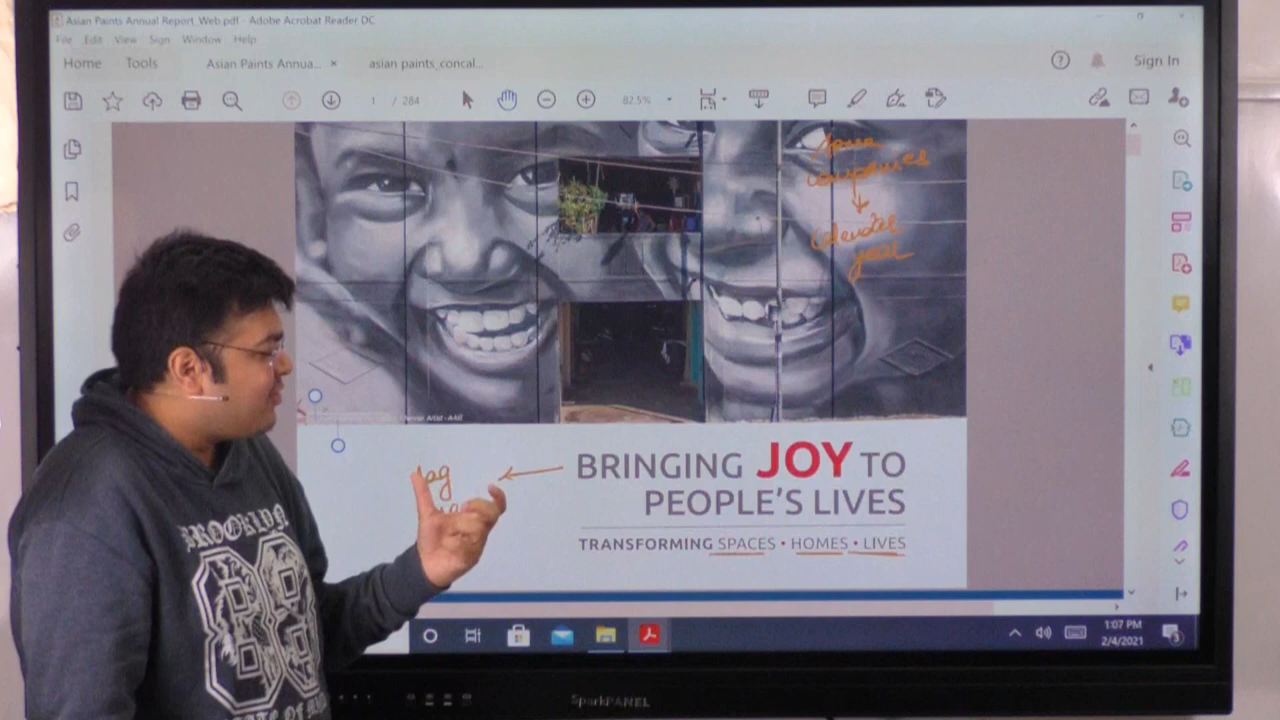 Asian Paints Annual Report_Web.pdf - Adobe Acrobat Reader DC
File Edit View Sign Window Help
Home Tools Asian Paints Annua... × asian paints_concal... Sign In
1 / 284 82.5%
companies
calendar
year
BRINGING JOY TO
PEOPLE'S LIVES
TRANSFORMING SPACES • HOMES • LIVES
BROOKLYN
1:07 PM
2/4/2021
3
SparkPANEL